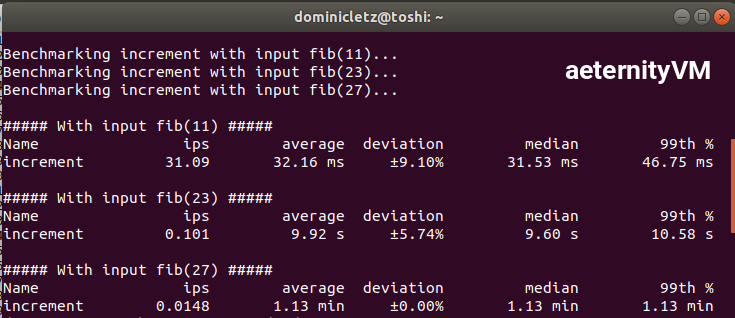 dominicletz@toshi: ~
Benchmarking increment with input fib(11)...
Benchmarking increment with input fib(23)...
Benchmarking increment with input fib(27)...
aeternityVM
##### With input fib(11) #####
Name ips average deviation median 99th %
increment 31.09 32.16 ms ±9.10% 31.53 ms 46.75 ms
##### With input fib(23) #####
Name ips average deviation median 99th %
increment 0.101 9.92 s ±5.74% 9.60 s 10.58 s
##### With input fib(27) #####
Name ips average deviation median 99th %
increment 0.0148 1.13 min ±0.00% 1.13 min 1.13 min